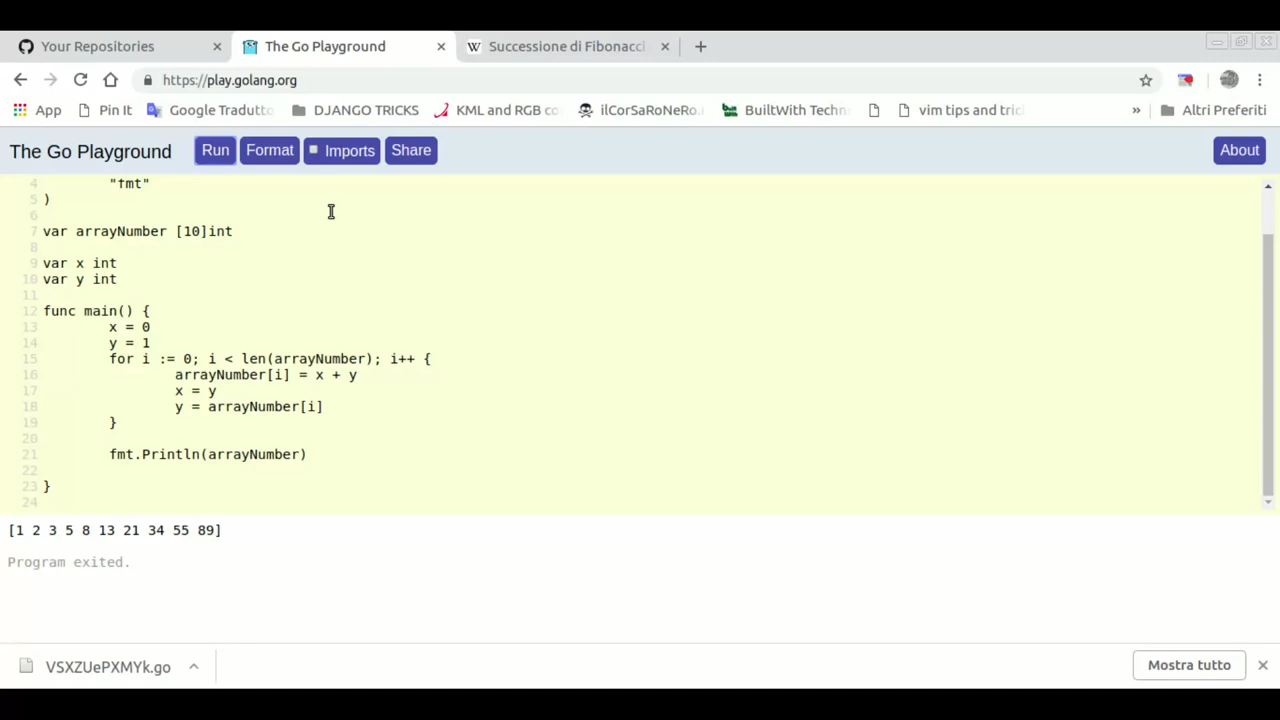 Your Repositories
The Go Playground
Successione di Fibonacci
https://play.golang.org
App
Pin It
Google Tradutto
DJANGO TRICKS
KML and RGB co
ilCorSaRoNeRo.
BuiltWith Techn
vim tips and tric
»
Altri Preferiti
The Go Playground
Run
Format
Imports
Share
About
4 "fmt"
5 )
6
7 var arrayNumber [10]int
8
9 var x int
10 var y int
11
12 func main() {
13 x = 0
14 y = 1
15 for i := 0; i < len(arrayNumber); i++ {
16 arrayNumber[i] = x + y
17 x = y
18 y = arrayNumber[i]
19 }
20
21 fmt.Println(arrayNumber)
22
23 }
24
[1 2 3 5 8 13 21 34 55 89]
Program exited.
VSXZUePXMYk.go
Mostra tutto